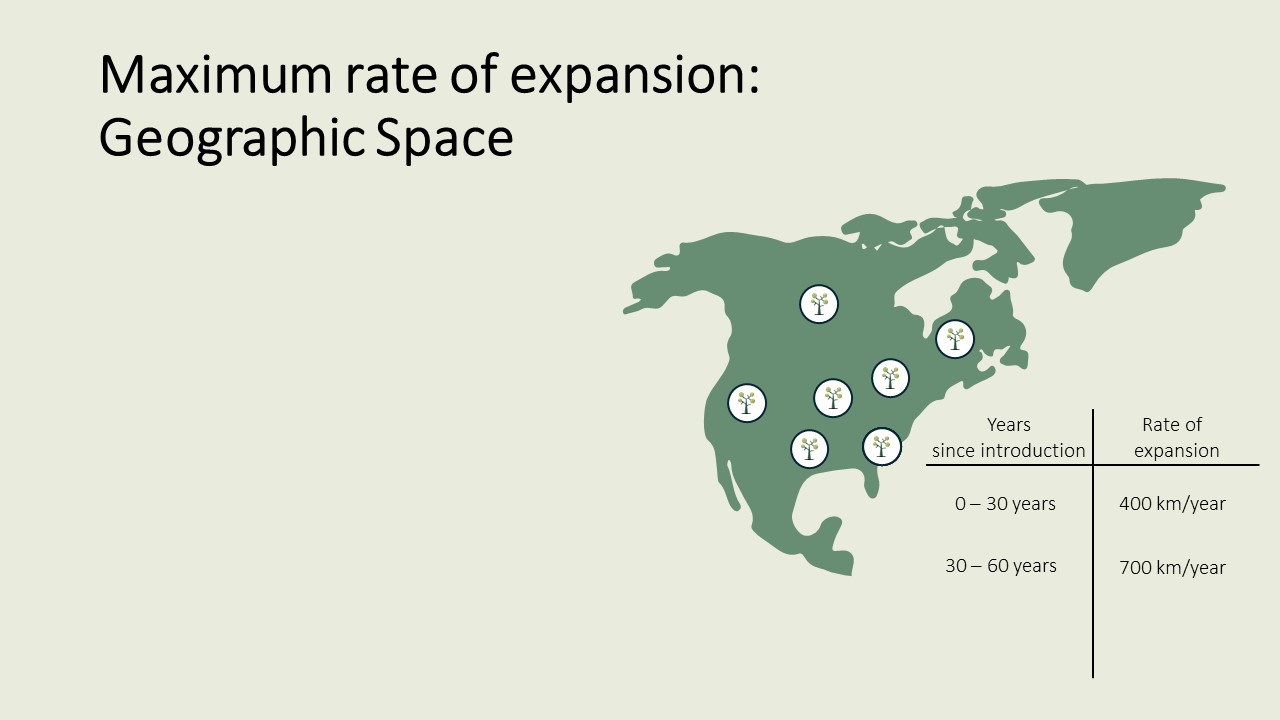 Maximum rate of expansion:
Geographic Space
Years
since introduction
Rate of
expansion
0 – 30 years
400 km/year
30 – 60 years
700 km/year